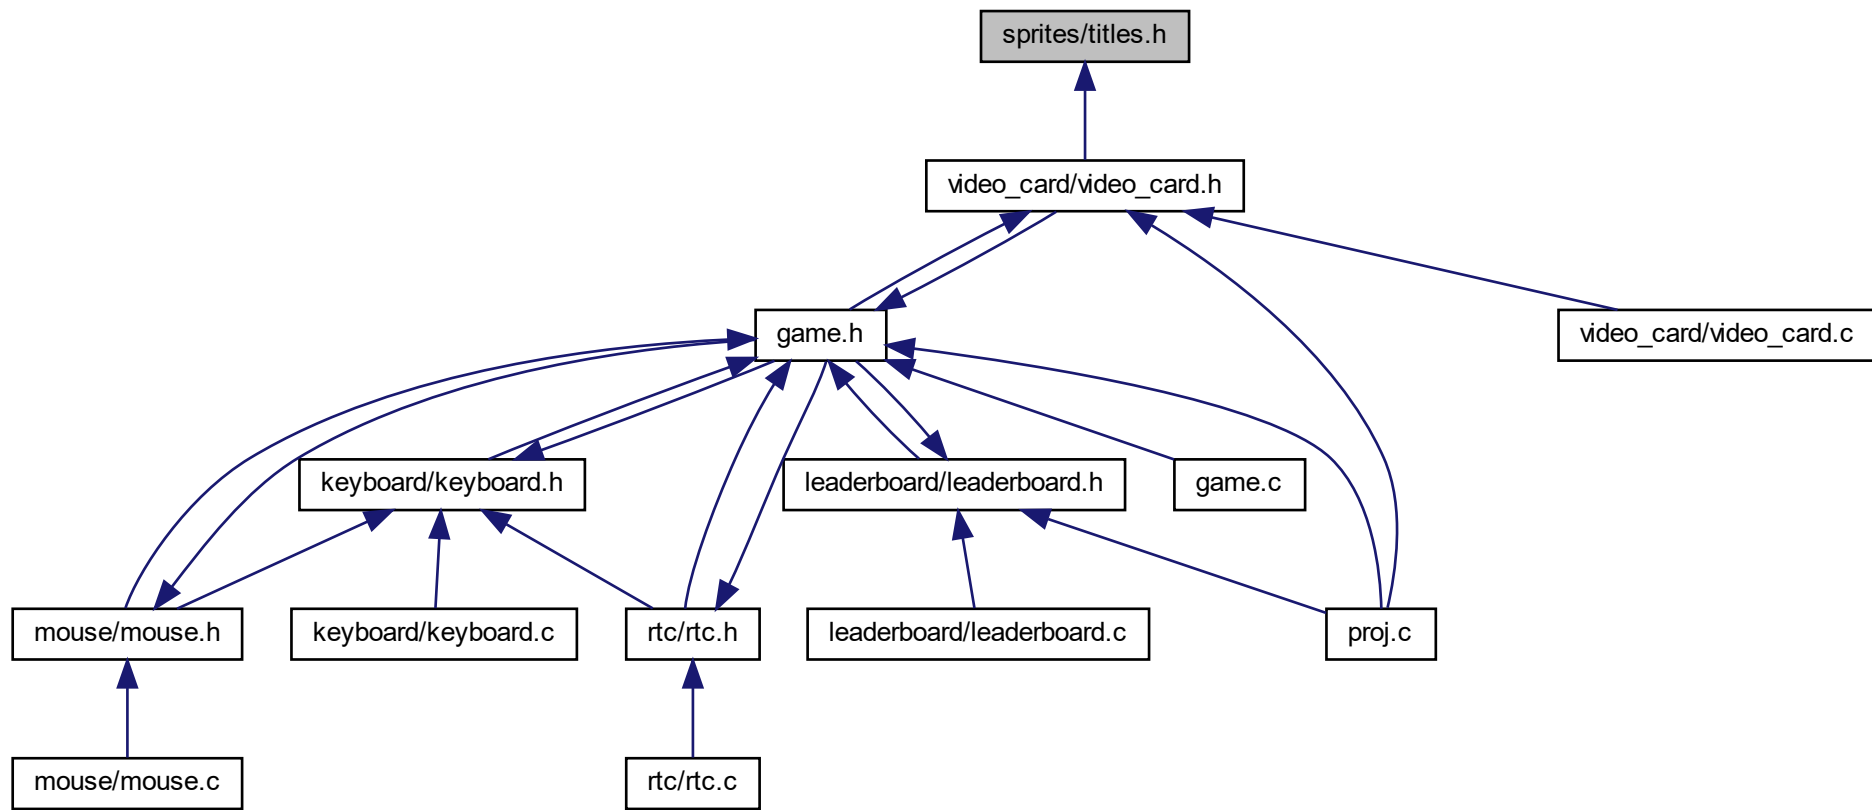 sprites/titles.h
video_card/video_card.h
game.h
video_card/video_card.c
keyboard/keyboard.h
leaderboard/leaderboard.h
game.c
mouse/mouse.h
keyboard/keyboard.c
rtc/rtc.h
leaderboard/leaderboard.c
proj.c
mouse/mouse.c
rtc/rtc.c